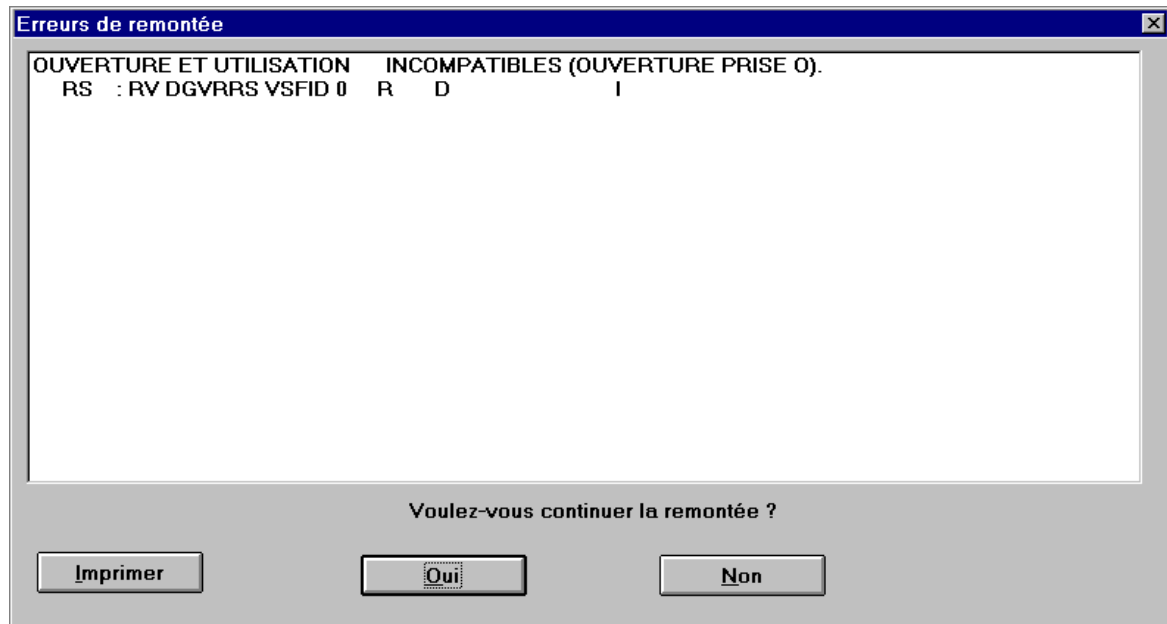 Erreurs de remontée
OUVERTURE ET UTILISATION INCOMPATIBLES (OUVERTURE PRISE O).
RS : RV DGVRRS VSFID 0 R D I
Voulez-vous continuer la remontée ?
Imprimer Oui Non